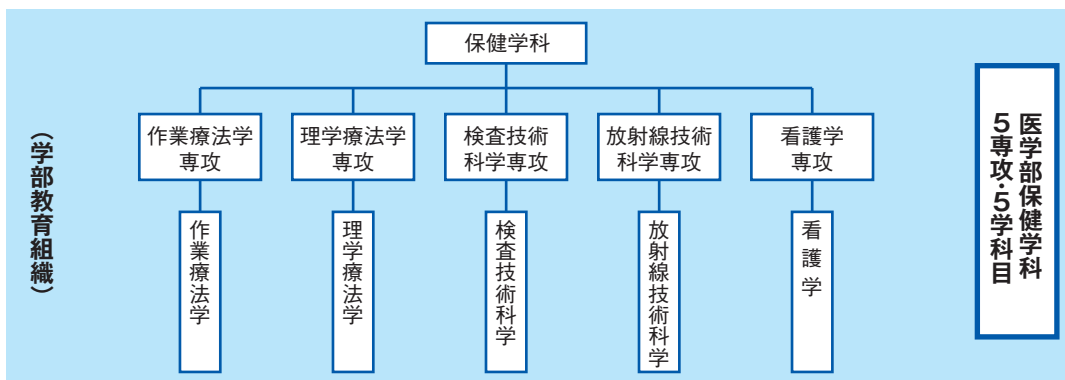 保健学科
看護学
専攻
放射線技術
科学専攻
検査技術
科学専攻
理学療法学
専攻
作業療法学
専攻
看護学
放射線技術科学
検査技術科学
理学療法学
作業療法学
医学部保健学科
5専攻・5学科目
（学部教育組織）